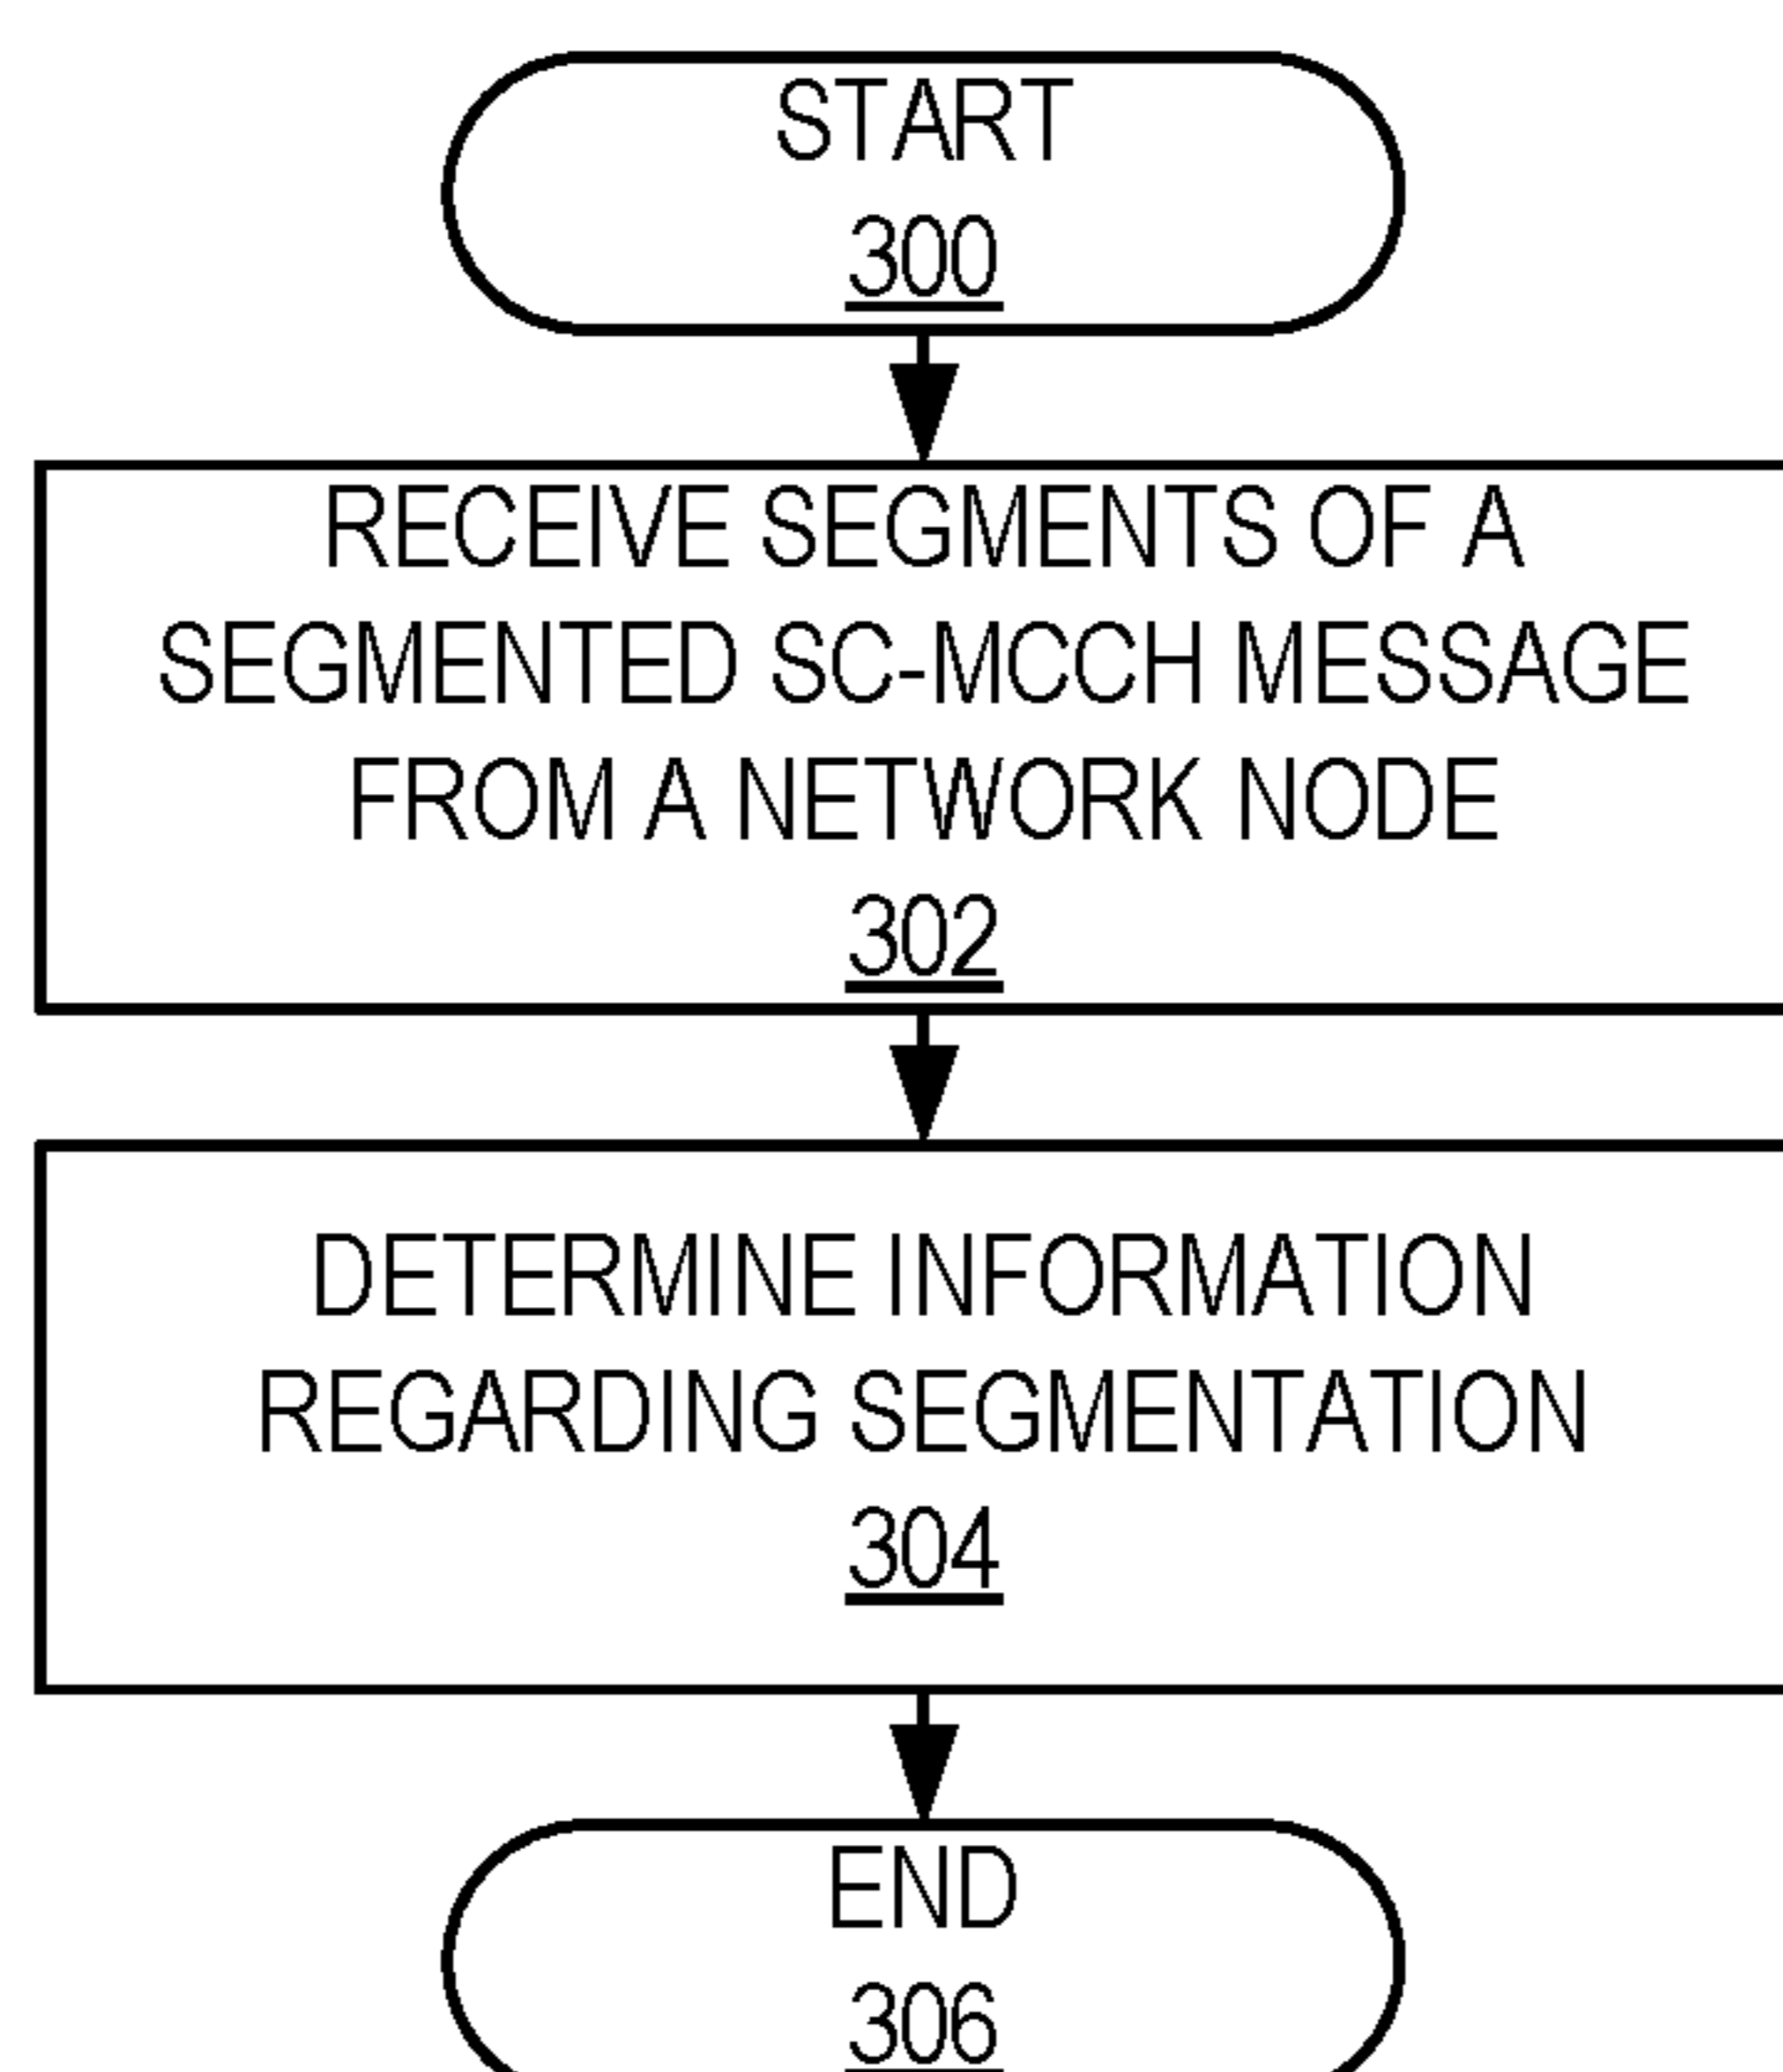 START
300
RECEIVE SEGMENTS OF A
SEGMENTED SC-MCCH MESSAGE
FROM A NETWORK NODE
302
DETERMINE INFORMATION
REGARDING SEGMENTATION
304
END
306